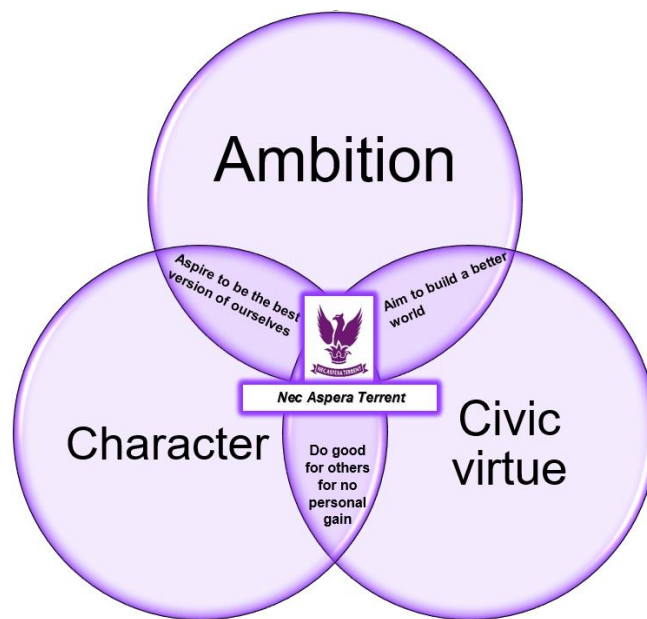 Ambition
Aspire to be the best
version of ourselves
Aim to build a better
world
NEC ASPERA TERRENT
Nec Aspera Terrent
Character
Civic
virtue
Do good
for others
for no
personal
gain